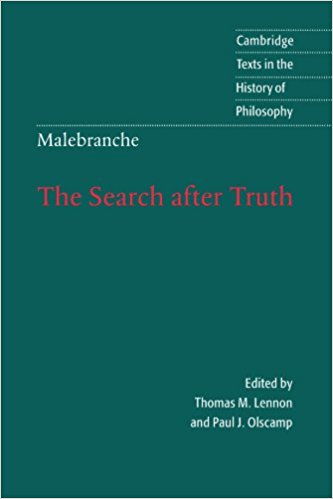 Cambridge
Texts in the
History of
Philosophy
Malebranche
The Search after Truth
Edited by
Thomas M. Lennon
and Paul J. Olscamp